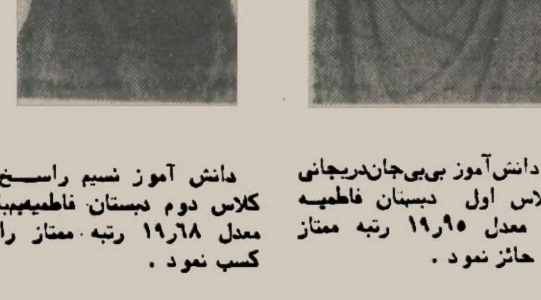 دانش‌آموز بی‌بی‌جان‌دریجانی
کلاس اول دبستان فاطمیه
معدل ۱۹٫۹۵ رتبه ممتاز
حائز نمود .
دانش آموز نسیم راسخ
کلاس دوم دبستان فاطمیه
معدل ۱۹٫۶۸ رتبه ممتاز را
کسب نمود .